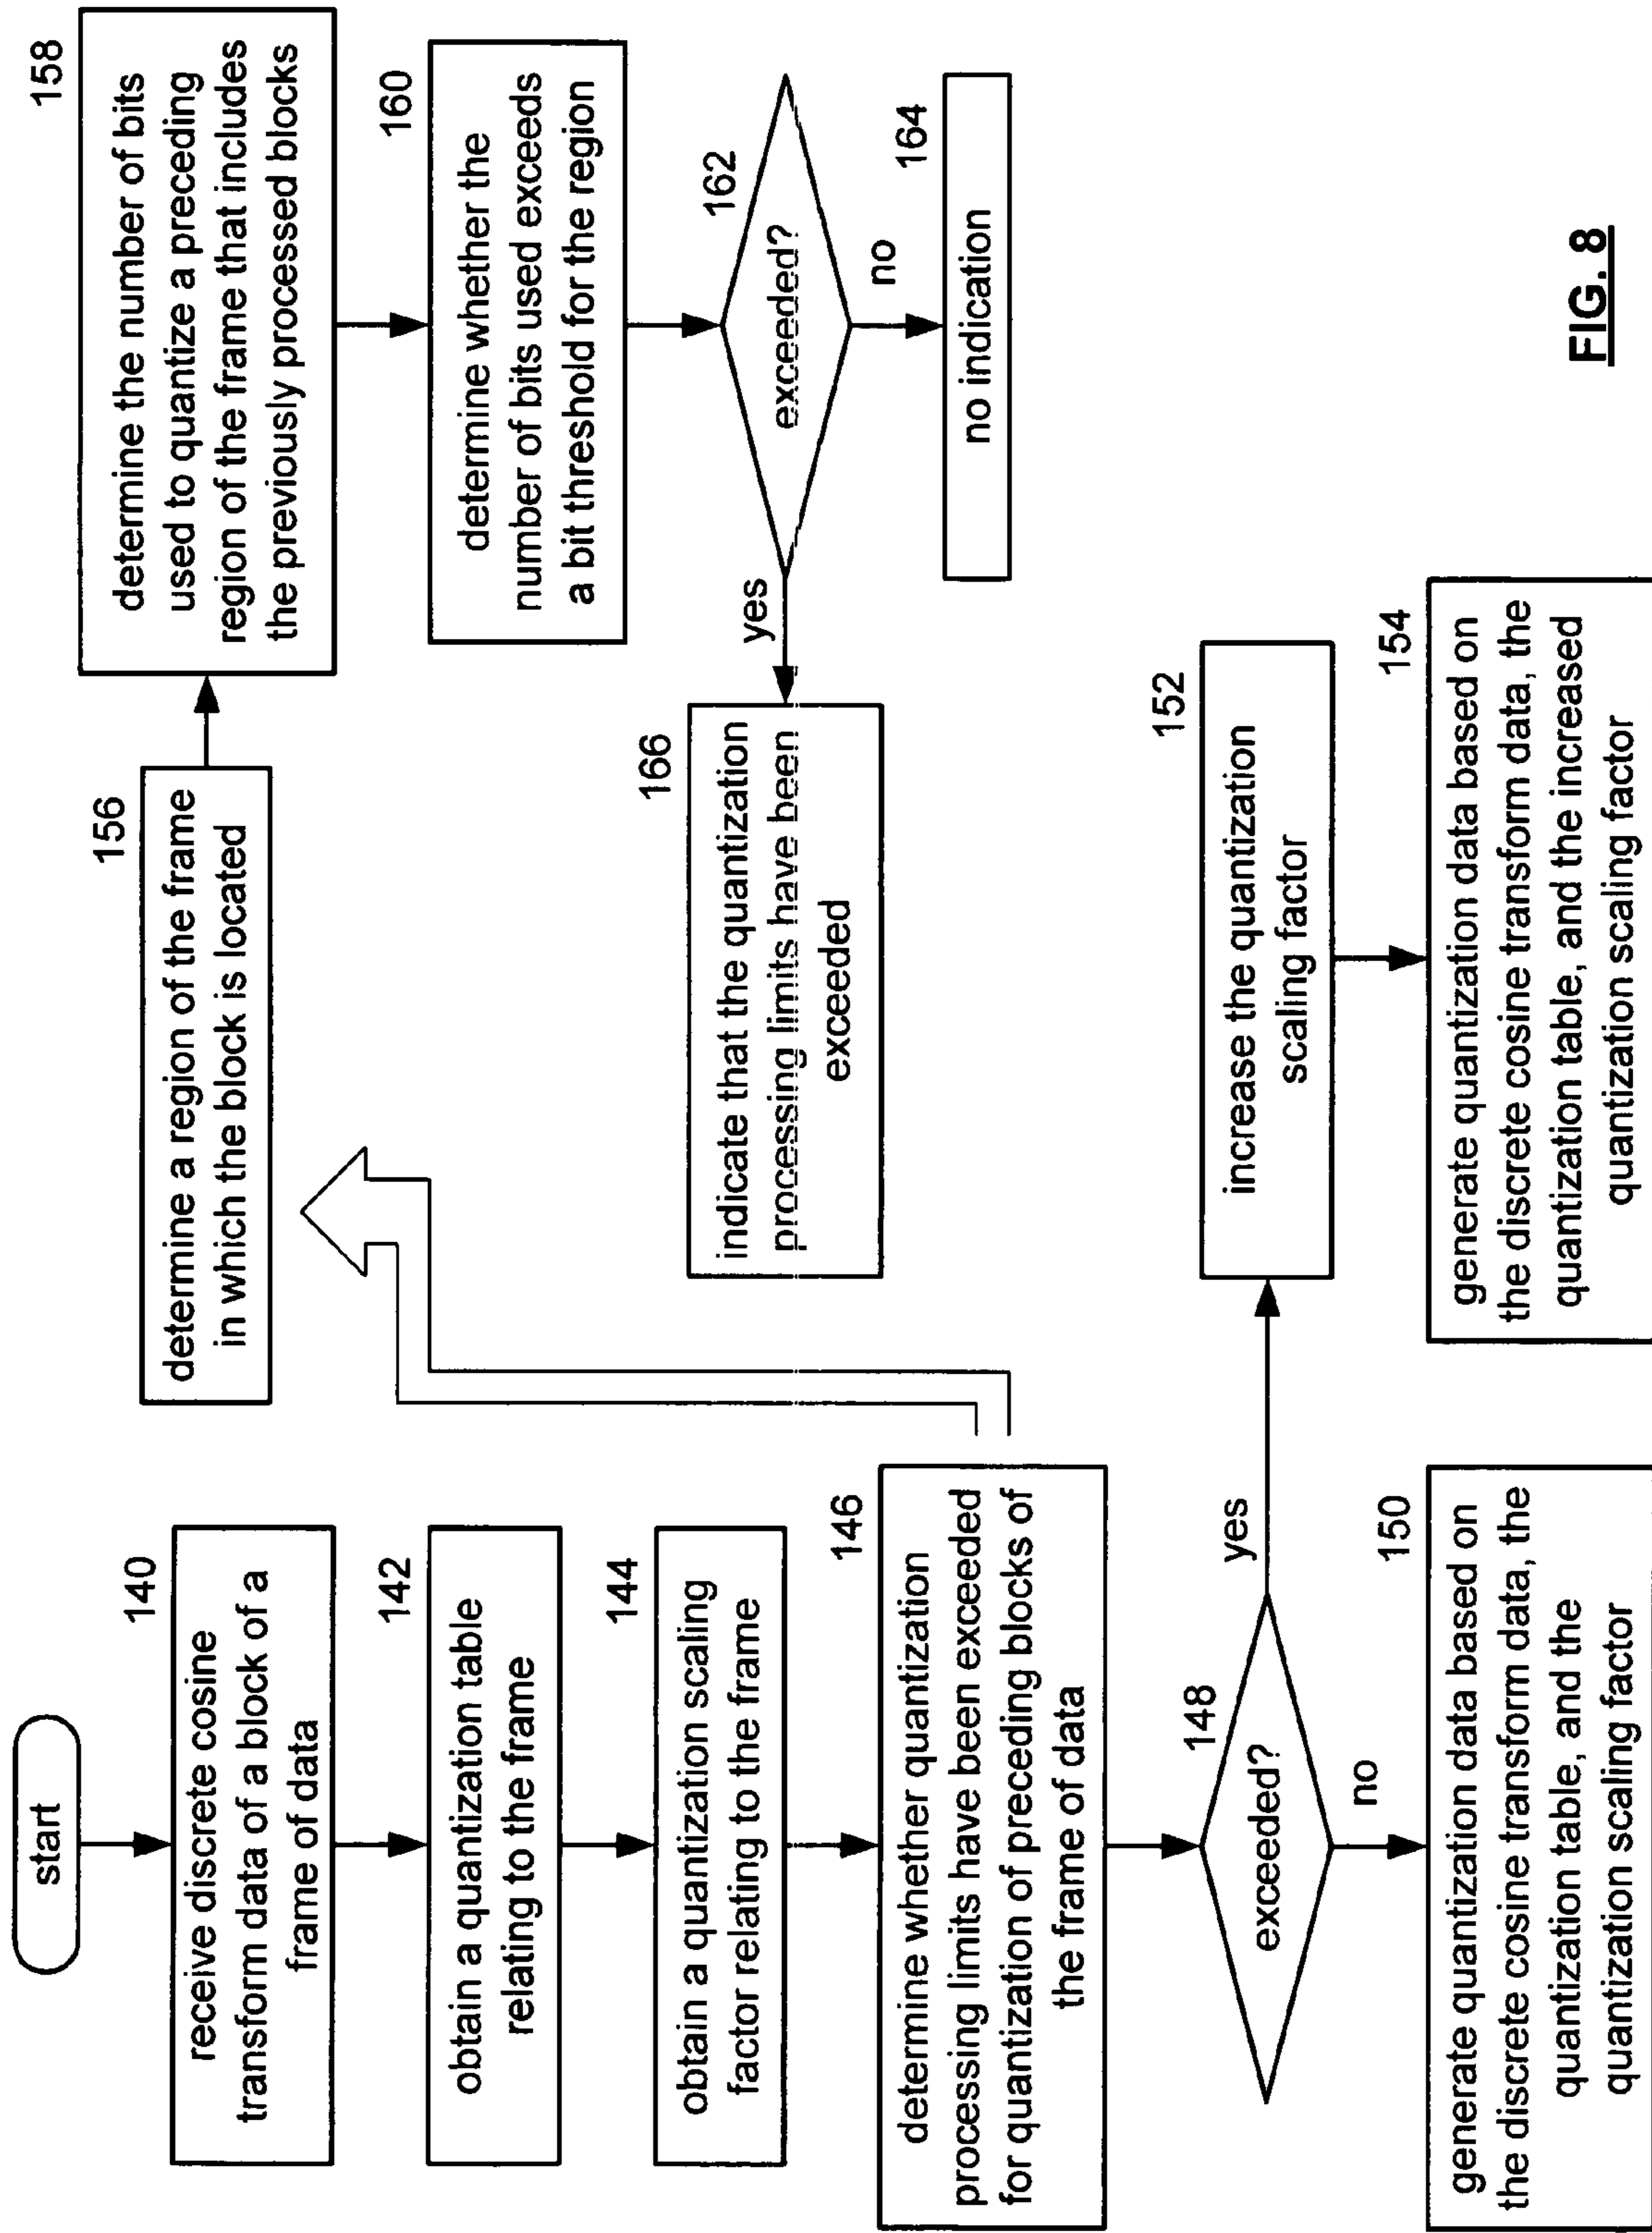 start
140
receive discrete cosine
transform data of a block of a
frame of data
142
obtain a quantization table
relating to the frame
144
obtain a quantization scaling
factor relating to the frame
146
determine whether quantization
processing limits have been exceeded
for quantization of preceding blocks of
the frame of data
148
exceeded?
yes
no
150
generate quantization data based on
the discrete cosine transform data, the
quantization table, and the
quantization scaling factor
152
increase the quantization
scaling factor
154
generate quantization data based on
the discrete cosine transform data, the
quantization table, and the increased
quantization scaling factor
156
determine a region of the frame
in which the block is located
158
determine the number of bits
used to quantize a preceding
region of the frame that includes
the previously processed blocks
160
determine whether the
number of bits used exceeds
a bit threshold for the region
162
exceeded?
yes
no
164
no indication
166
indicate that the quantization
processing limits have been
exceeded
FIG. 8